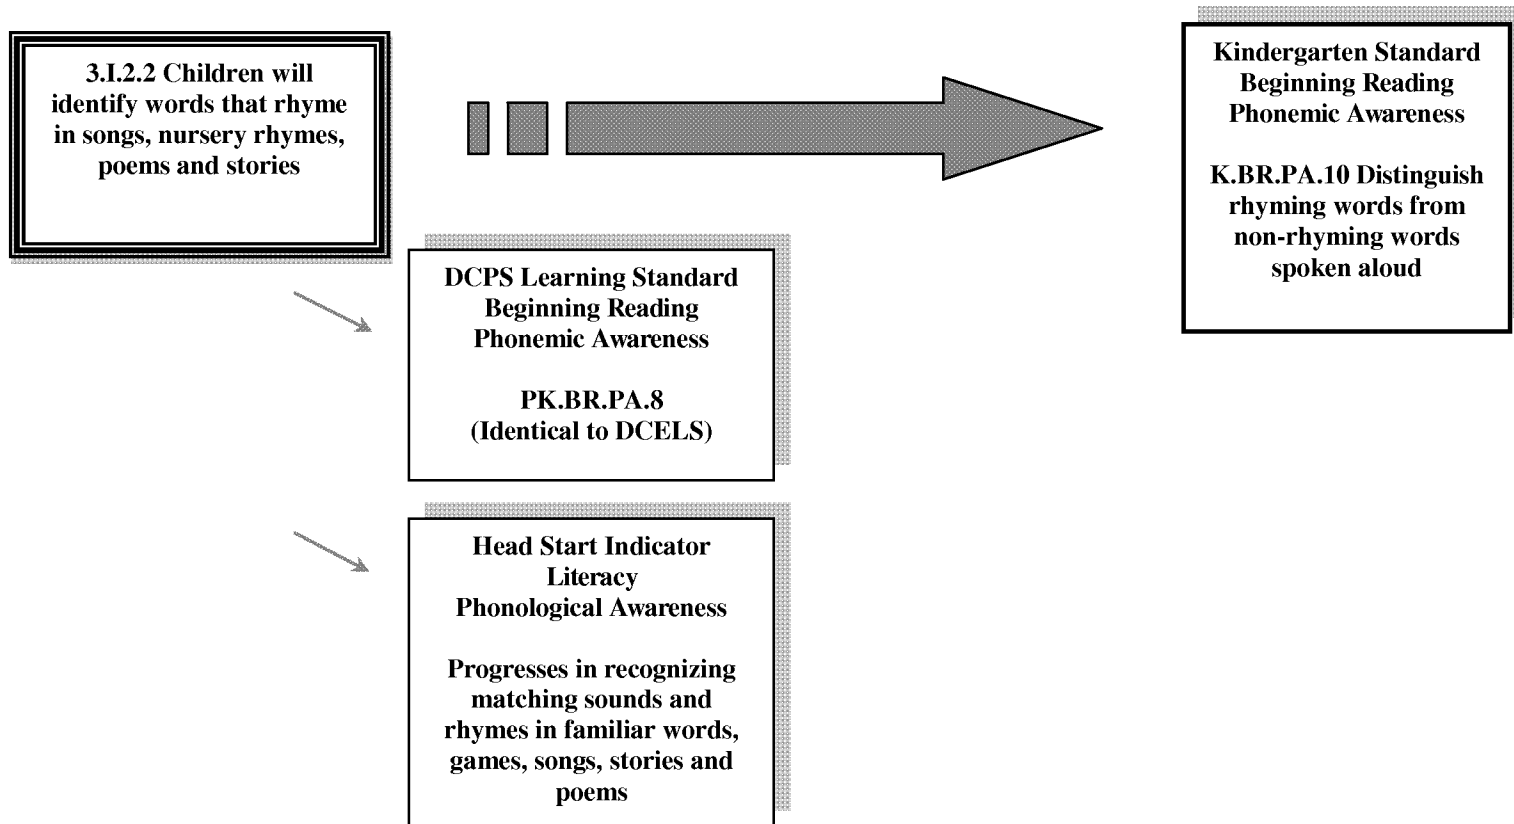 3.I.2.2 Children will
identify words that rhyme
in songs, nursery rhymes,
poems and stories
Kindergarten Standard
Beginning Reading
Phonemic Awareness
K.BR.PA.10 Distinguish
rhyming words from
non-rhyming words
spoken aloud
DCPS Learning Standard
Beginning Reading
Phonemic Awareness
PK.BR.PA.8
(Identical to DCELS)
Head Start Indicator
Literacy
Phonological Awareness
Progresses in recognizing
matching sounds and
rhymes in familiar words,
games, songs, stories and
poems